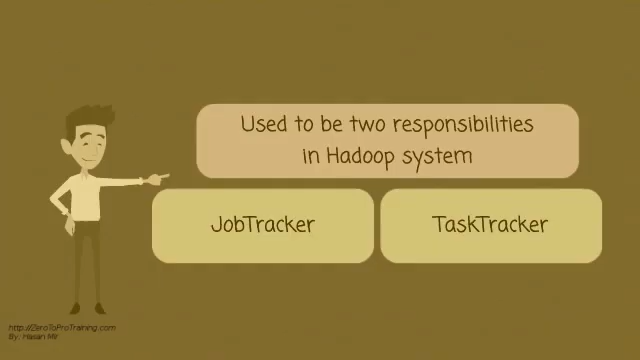 Used to be two responsibilities
in Hadoop system
JobTracker
TaskTracker
http://ZeroToProTraining.com
By: Hasan Mir